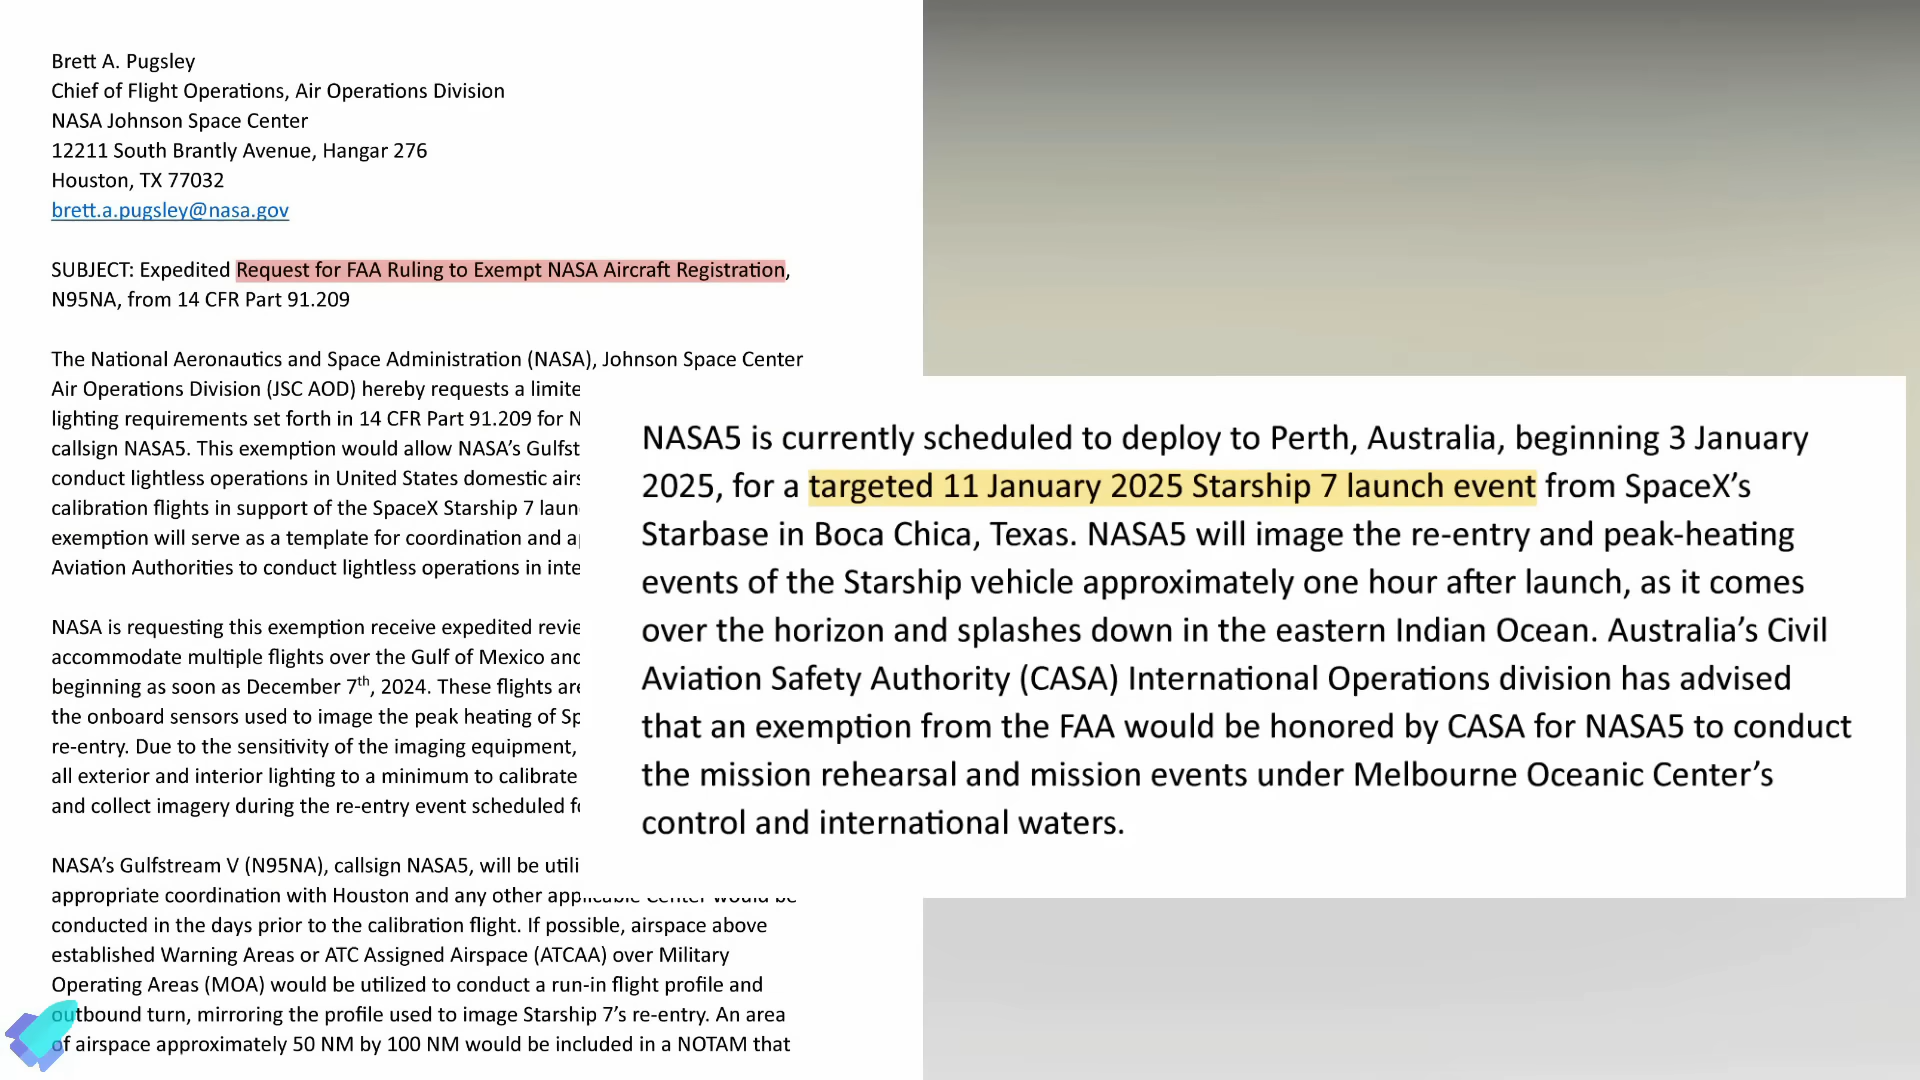 Brett A. Pugsley
Chief of Flight Operations, Air Operations Division
NASA Johnson Space Center
12211 South Brantly Avenue, Hangar 276
Houston, TX 77032
brett.a.pugsley@nasa.gov
SUBJECT: Expedited Request for FAA Ruling to Exempt NASA Aircraft Registration,
N95NA, from 14 CFR Part 91.209
The National Aeronautics and Space Administration (NASA), Johnson Space Center
Air Operations Division (JSC AOD) hereby requests a limite
lighting requirements set forth in 14 CFR Part 91.209 for N
callsign NASA5. This exemption would allow NASA's Gulfst
conduct lightless operations in United States domestic airs
calibration flights in support of the SpaceX Starship 7 laun
exemption will serve as a template for coordination and a
Aviation Authorities to conduct lightless operations in inte
NASA is requesting this exemption receive expedited revie
accommodate multiple flights over the Gulf of Mexico and
beginning as soon as December 7th, 2024. These flights are
the onboard sensors used to image the peak heating of Sp
re-entry. Due to the sensitivity of the imaging equipment,
all exterior and interior lighting to a minimum to calibrate
and collect imagery during the re-entry event scheduled fo
NASA's Gulfstream V (N95NA), callsign NASA5, will be utili
appropriate coordination with Houston and any other applicable Center would be
conducted in the days prior to the calibration flight. If possible, airspace above
established Warning Areas or ATC Assigned Airspace (ATCAA) over Military
Operating Areas (MOA) would be utilized to conduct a run-in flight profile and
outbound turn, mirroring the profile used to image Starship 7's re-entry. An area
of airspace approximately 50 NM by 100 NM would be included in a NOTAM that
NASA5 is currently scheduled to deploy to Perth, Australia, beginning 3 January
2025, for a targeted 11 January 2025 Starship 7 launch event from SpaceX's
Starbase in Boca Chica, Texas. NASA5 will image the re-entry and peak-heating
events of the Starship vehicle approximately one hour after launch, as it comes
over the horizon and splashes down in the eastern Indian Ocean. Australia's Civil
Aviation Safety Authority (CASA) International Operations division has advised
that an exemption from the FAA would be honored by CASA for NASA5 to conduct
the mission rehearsal and mission events under Melbourne Oceanic Center's
control and international waters.